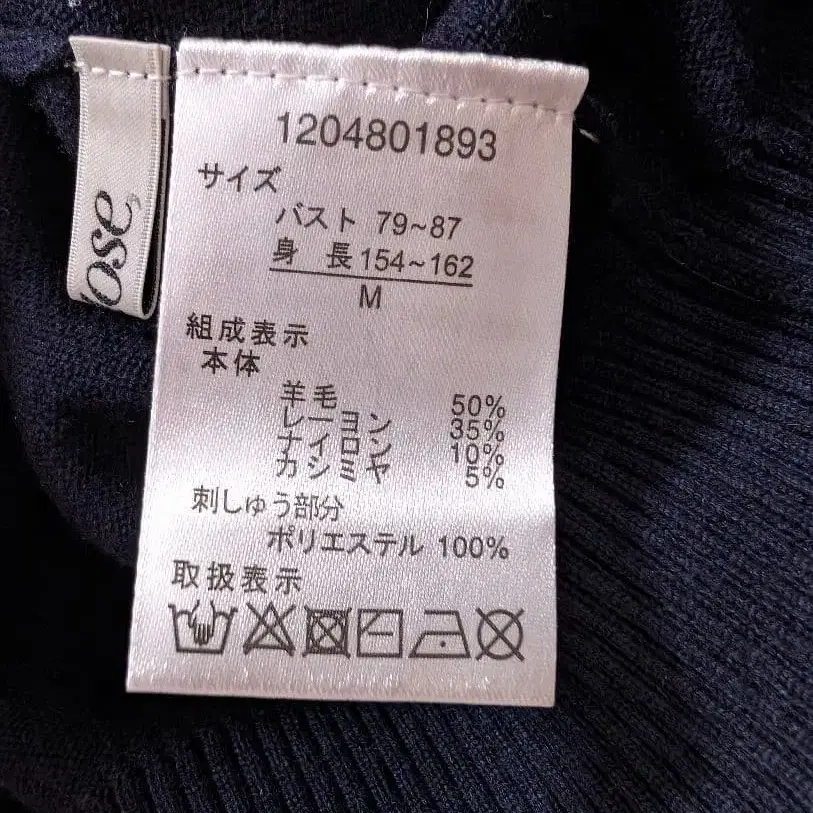 1204801893
サイズ
バスト 79~87
身 長 154~162
M
組成表示
本体
羊毛 50%
レーヨン 35%
ナイロン 10%
カシミヤ 5%
刺しゅう部分
ポリエステル 100%
取扱表示